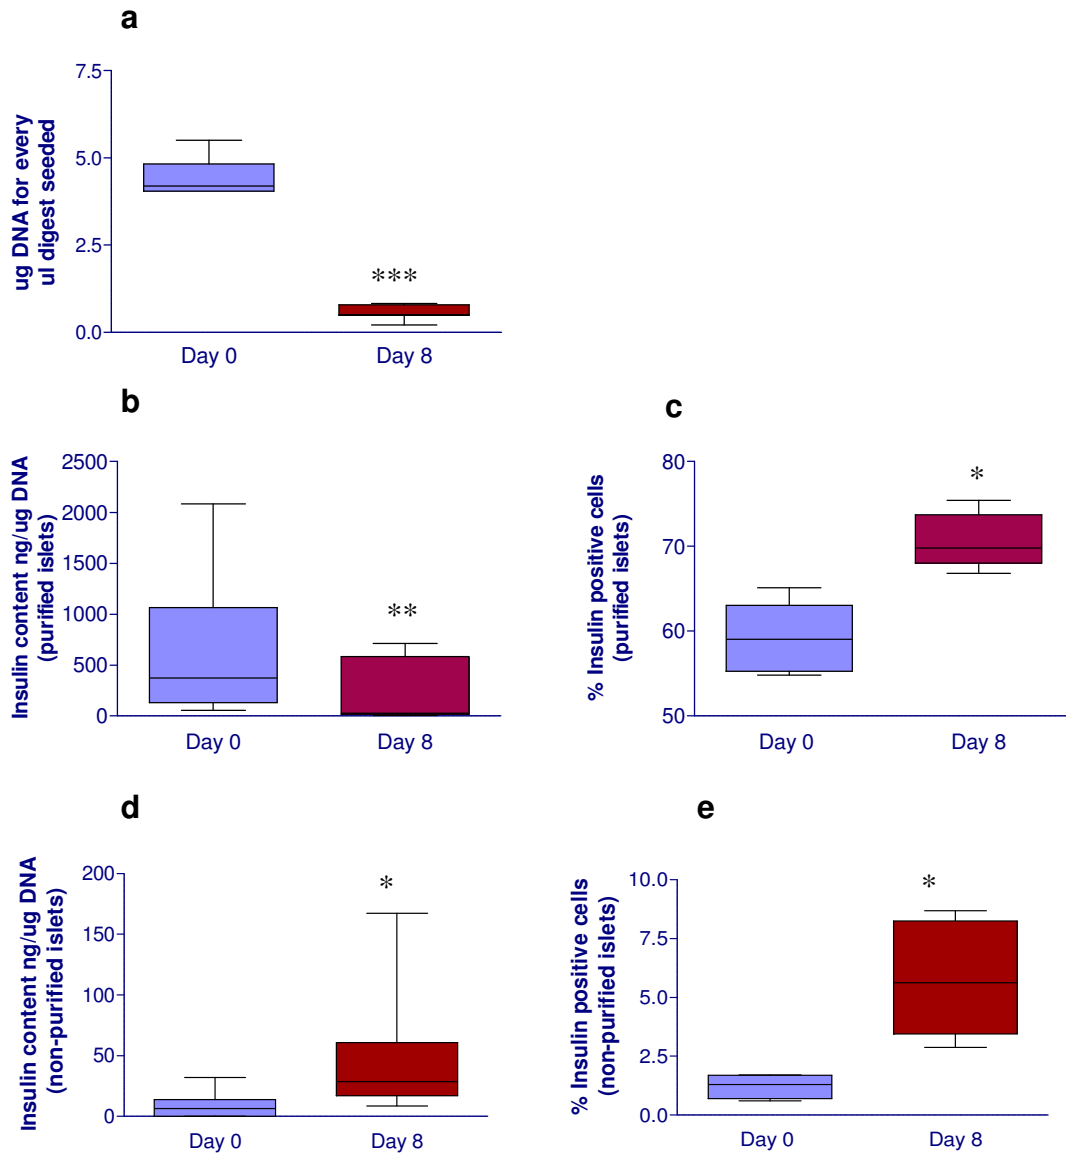 a
ug DNA for every
ul digest seeded
7.5
5.0
2.5
0.0
***
Day 0
Day 8
b
Insulin content ng/ug DNA
(purified islets)
2500
2000
1500
1000
500
0
**
Day 0
Day 8
c
% Insulin positive cells
(purified islets)
80
70
60
50
*
Day 0
Day 8
d
Insulin content ng/ug DNA
(non-purified islets)
200
150
100
50
0
*
Day 0
Day 8
e
% Insulin positive cells
(non-purified islets)
10.0
7.5
5.0
2.5
0.0
*
Day 0
Day 8